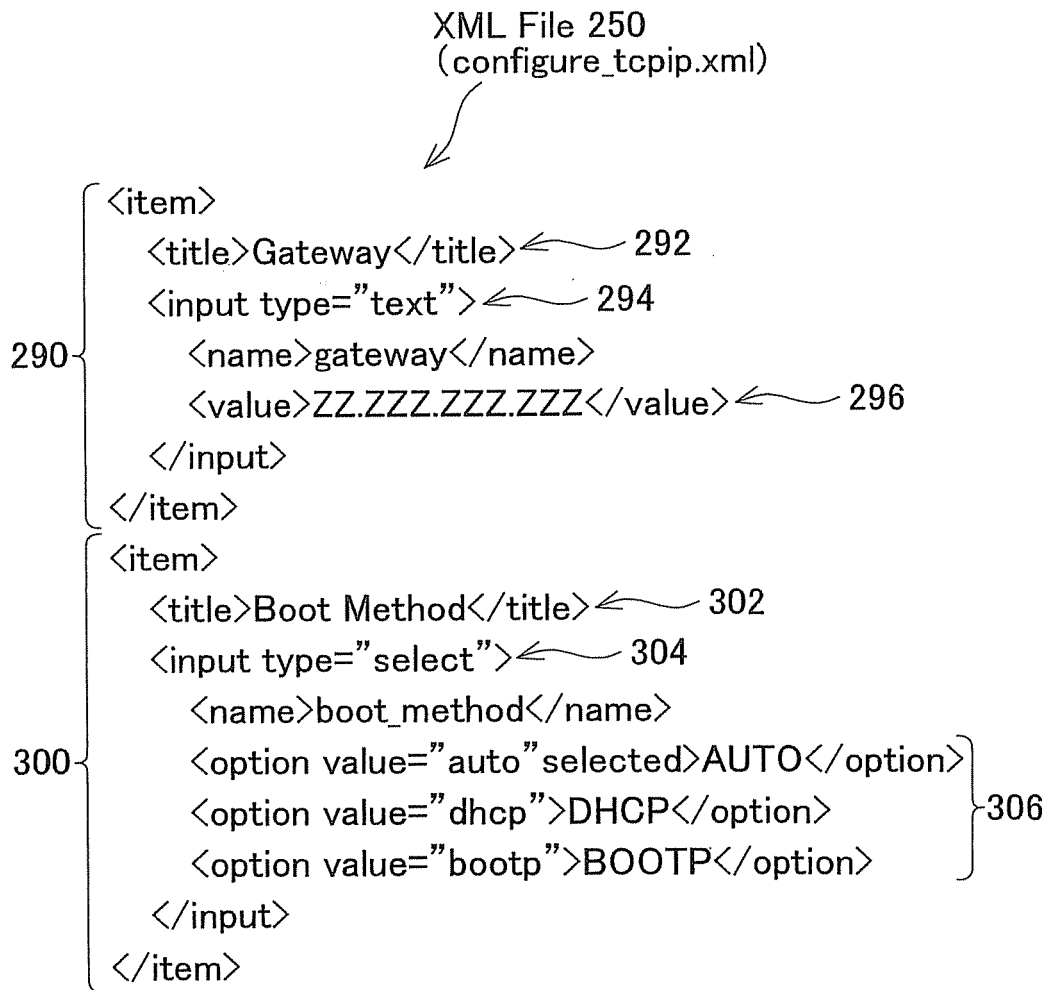 XML File 250
(configure_tcpip.xml)
<item>
<title>Gateway</title> 292
<input type=”text”> 294
290 <name>gateway</name>
<value>ZZ.ZZZ.ZZZ.ZZZ</value> 296
</input>
</item>
<item>
<title>Boot Method</title> 302
<input type=”select”> 304
<name>boot_method</name>
300 <option value=”auto”selected>AUTO</option>
<option value=”dhcp”>DHCP</option> 306
<option value=”bootp”>BOOTP</option>
</input>
</item>